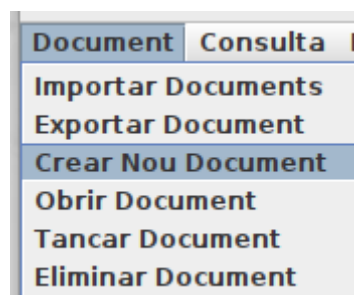 Document Consulta
Importar Documents
Exportar Document
Crear Nou Document
Obrir Document
Tancar Document
Eliminar Document